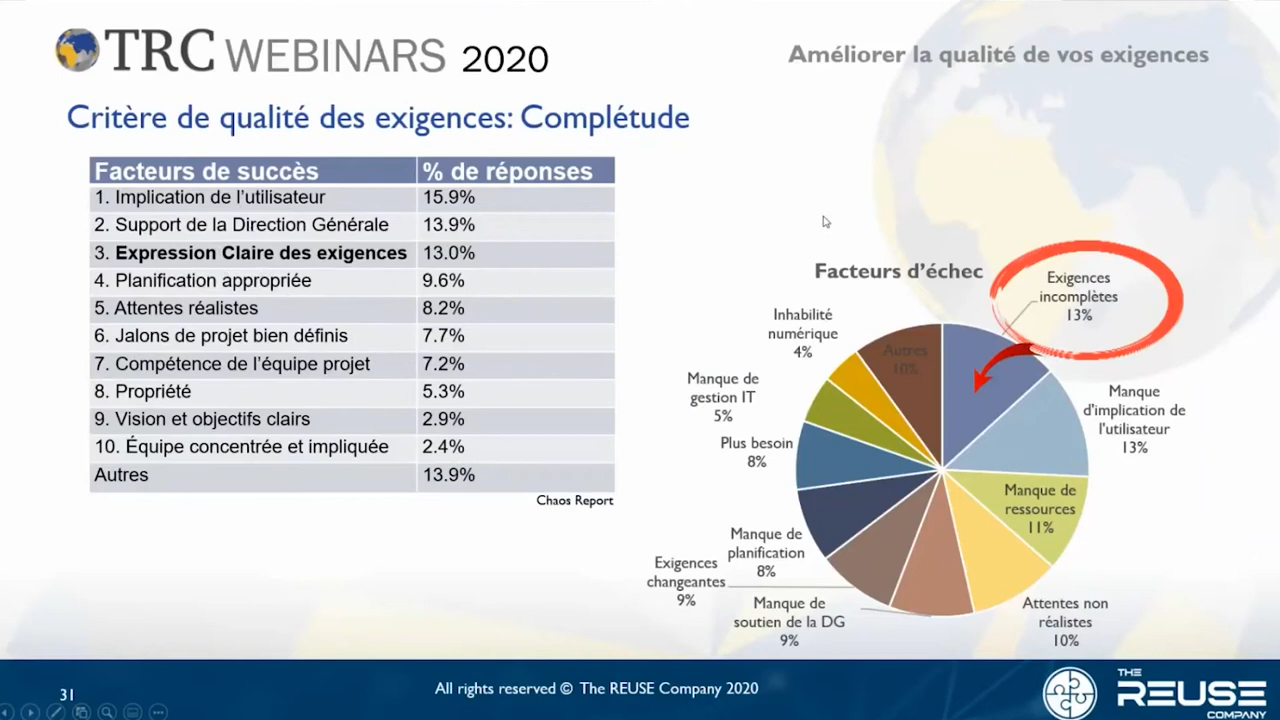 TRC WEBINARS 2020
Améliorer la qualité de vos exigences
Critère de qualité des exigences: Complétude
Facteurs de succès % de réponses
1. Implication de l'utilisateur 15.9%
2. Support de la Direction Générale 13.9%
3. Expression Claire des exigences 13.0%
4. Planification appropriée 9.6%
5. Attentes réalistes 8.2%
6. Jalons de projet bien définis 7.7%
7. Compétence de l'équipe projet 7.2%
8. Propriété 5.3%
9. Vision et objectifs clairs 2.9%
10. Équipe concentrée et impliquée 2.4%
Autres 13.9%
Chaos Report
Facteurs d'échec
Exigences
incomplètes
13%
Manque
d'implication de
l'utilisateur
13%
Manque de
ressources
11%
Attentes non
réalistes
10%
Manque de
soutien de la DG
9%
Exigences
changeantes
9%
Manque de
planification
8%
Plus besoin
8%
Manque de
gestion IT
5%
Inhabilité
numérique
4%
Autres
10%
31
All rights reserved © The REUSE Company 2020
THE
REUSE
COMPANY